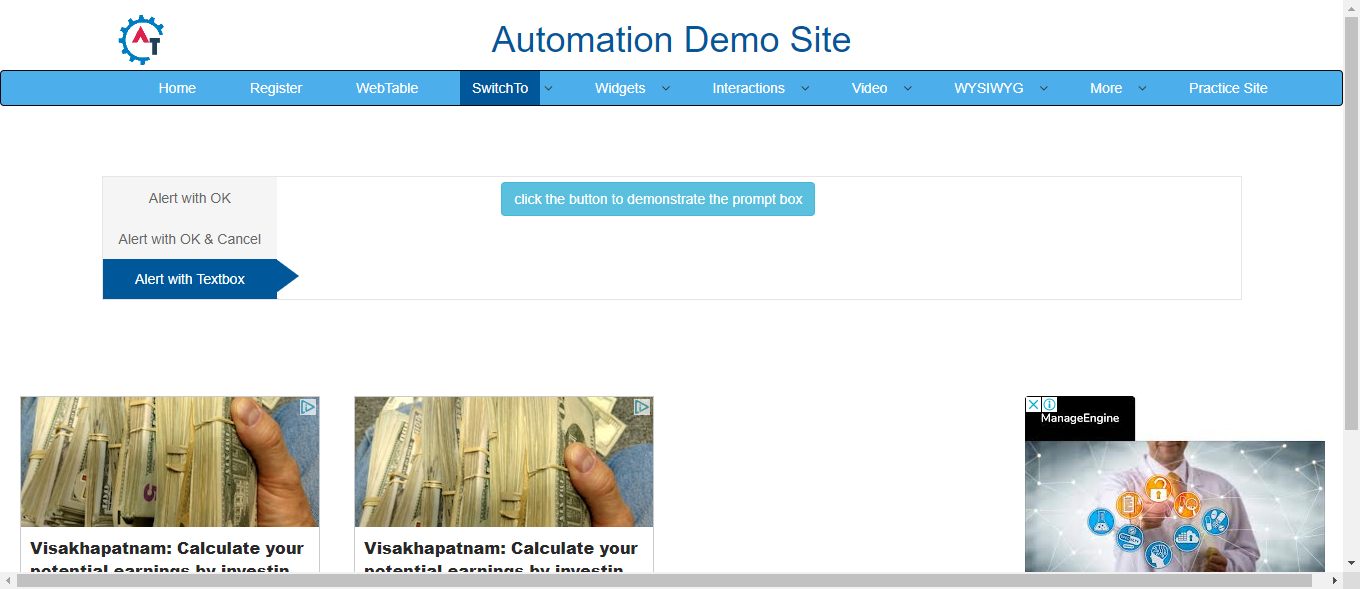 Automation Demo Site
Home Register WebTable SwitchTo Widgets Interactions Video WYSIWYG More Practice Site
Alert with OK
click the button to demonstrate the prompt box
Alert with OK & Cancel
Alert with Textbox
ManageEngine
Visakhapatnam: Calculate your
potential earnings by investin
Visakhapatnam: Calculate your
potential earnings by investin